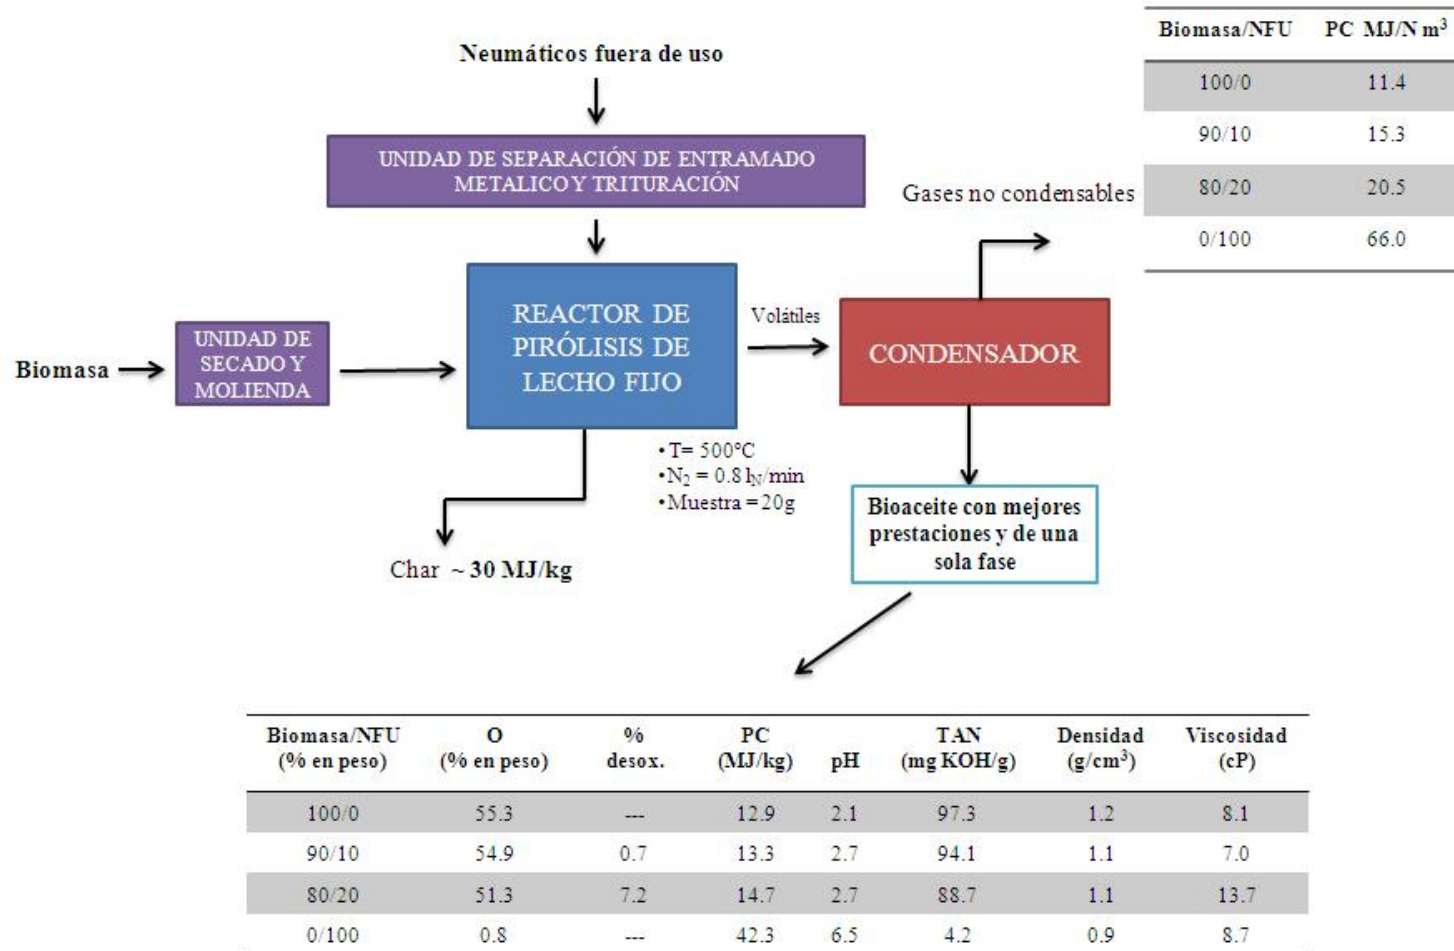 Neumáticos fuera de uso
UNIDAD DE SEPARACIÓN DE ENTRAMADO
METALICO Y TRITURACIÓN
Biomasa
UNIDAD DE
SECADO Y
MOLIENDA
REACTOR DE
PIRÓLISIS DE
LECHO FIJO
•T= 500°C
•N₂ = 0.8 l_N/min
•Muestra =20g
Char ~ 30 MJ/kg
Volátiles
CONDENSADOR
Gases no condensables
Biomasa/NFU PC MJ/N m³
100/0 11.4
90/10 15.3
80/20 20.5
0/100 66.0
Bioaceite con mejores
prestaciones y de una
sola fase
Biomasa/NFU O % PC TAN Densidad Viscosidad
(% en peso) (% en peso) desox. (MJ/kg) pH (mg KOH/g) (g/cm³) (cP)
100/0 55.3 --- 12.9 2.1 97.3 1.2 8.1
90/10 54.9 0.7 13.3 2.7 94.1 1.1 7.0
80/20 51.3 7.2 14.7 2.7 88.7 1.1 13.7
0/100 0.8 --- 42.3 6.5 4.2 0.9 8.7